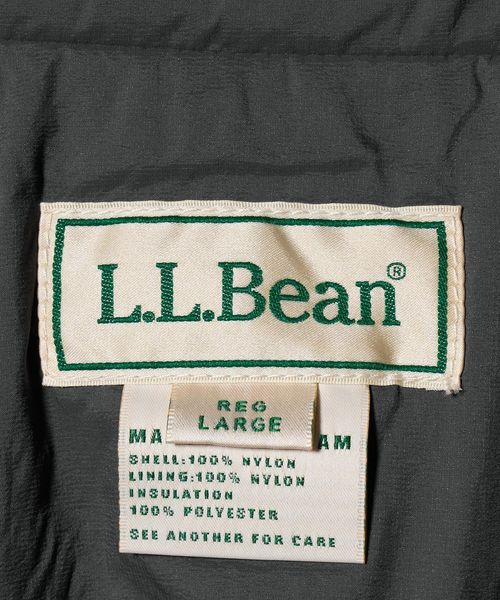 L.L.Bean®
REG
LARGE
SHELL:100% NYLON
LINING:100% NYLON
INSULATION
100% POLYESTER
SEE ANOTHER FOR CARE